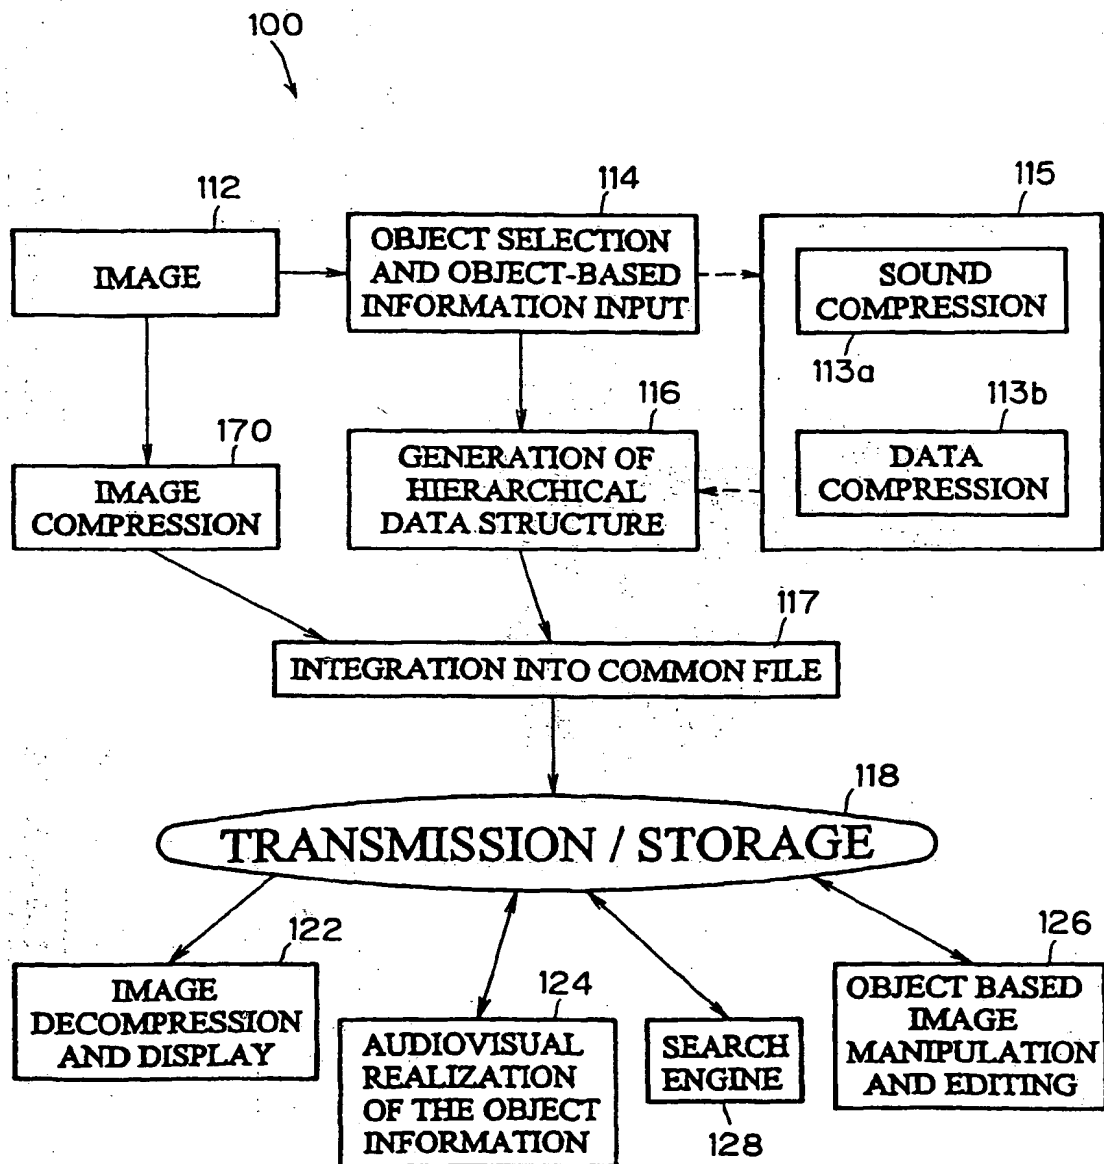 100
112
114
115
IMAGE
OBJECT SELECTION
AND OBJECT-BASED
INFORMATION INPUT
SOUND
COMPRESSION
113a
170
116
113b
IMAGE
COMPRESSION
GENERATION OF
HIERARCHICAL
DATA STRUCTURE
DATA
COMPRESSION
117
INTEGRATION INTO COMMON FILE
118
TRANSMISSION / STORAGE
122
IMAGE
DECOMPRESSION
AND DISPLAY
124
AUDIOVISUAL
REALIZATION
OF THE OBJECT
INFORMATION
SEARCH
ENGINE
128
126
OBJECT BASED
IMAGE
MANIPULATION
AND EDITING